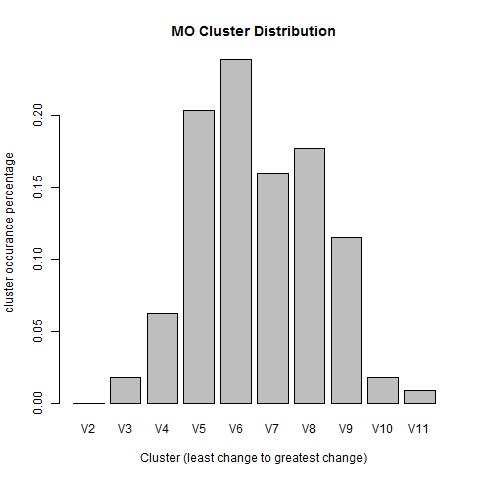 MO Cluster Distribution
cluster occurance percentage
0.20
0.15
0.10
0.05
0.00
V2 V3 V4 V5 V6 V7 V8 V9 V10 V11
Cluster (least change to greatest change)